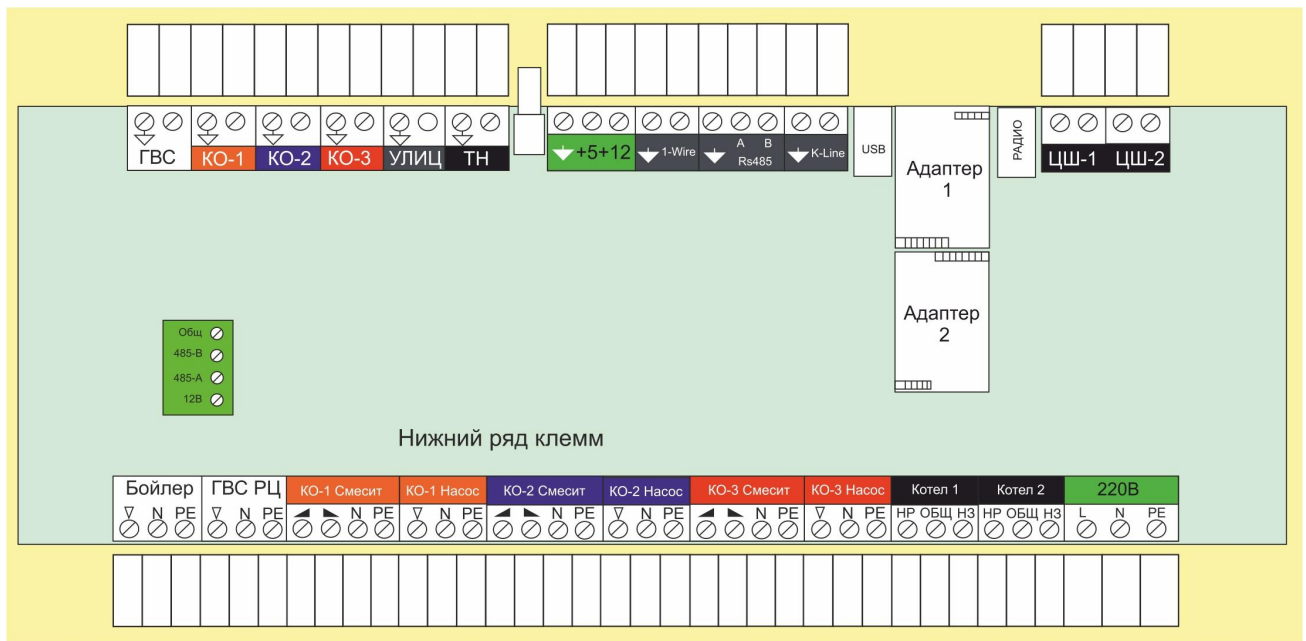 ГВС КО-1 КО-2 КО-3 УЛИЦ ТН
+5+12 1-Wire A B Rs485 K-Line
USB
Адаптер
1
РАДИО
ЦШ-1 ЦШ-2
Адаптер
2
Общ
485-B
485-A
12В
Нижний ряд клемм
Бойлер ГВС РЦ КО-1 Смесит КО-1 Насос КО-2 Смесит КО-2 Насос КО-3 Смесит КО-3 Насос Котел 1 Котел 2 220В
N PE N PE N PE N PE N PE N PE N PE N PE НР ОБЩ НЗ НР ОБЩ НЗ L N PE